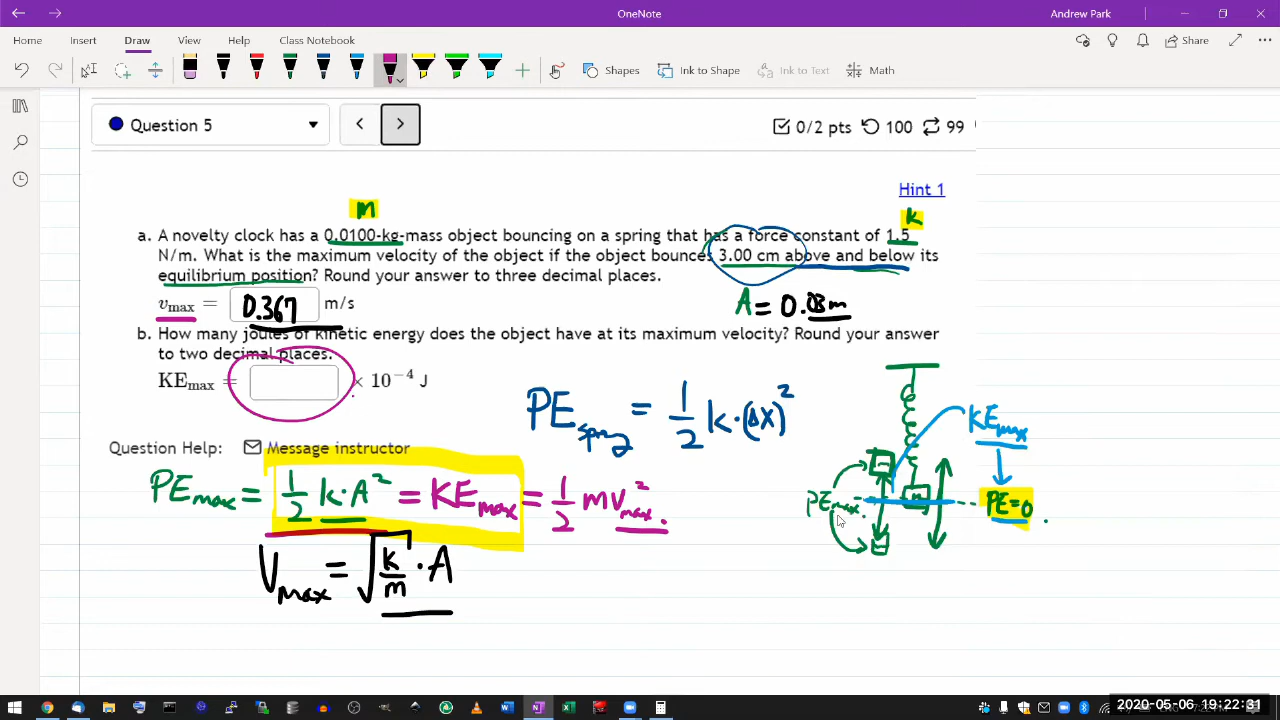 OneNote
Andrew Park
Home Insert Draw View Help Class Notebook
Share
Shapes Ink to Shape Ink to Text Math
Question 5
0/2 pts 100 99
Hint 1
m
k
a. A novelty clock has a 0.0100-kg-mass object bouncing on a spring that has a force constant of 1.5
N/m. What is the maximum velocity of the object if the object bounces 3.00 cm above and below its
equilibrium position? Round your answer to three decimal places.
vmax = 0.367 m/s
A = 0.03m
b. How many joules of kinetic energy does the object have at its maximum velocity? Round your answer
to two decimal places.
KEmax = × 10−4 J
PEspring = 1/2 k·(Δx)²
KEmax
Question Help: Message instructor
PEmax = 1/2 k·A² = KEmax = 1/2 mvmax².
PEmax
m
PE=0.
Vmax = √k/m · A
2020-05-06 19:22:31